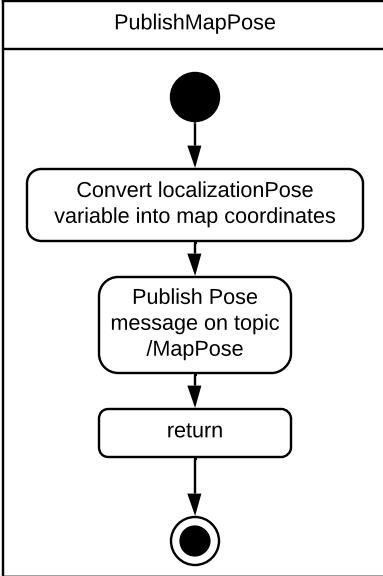 PublishMapPose
Convert localizationPose
variable into map coordinates
Publish Pose
message on topic
/MapPose
return